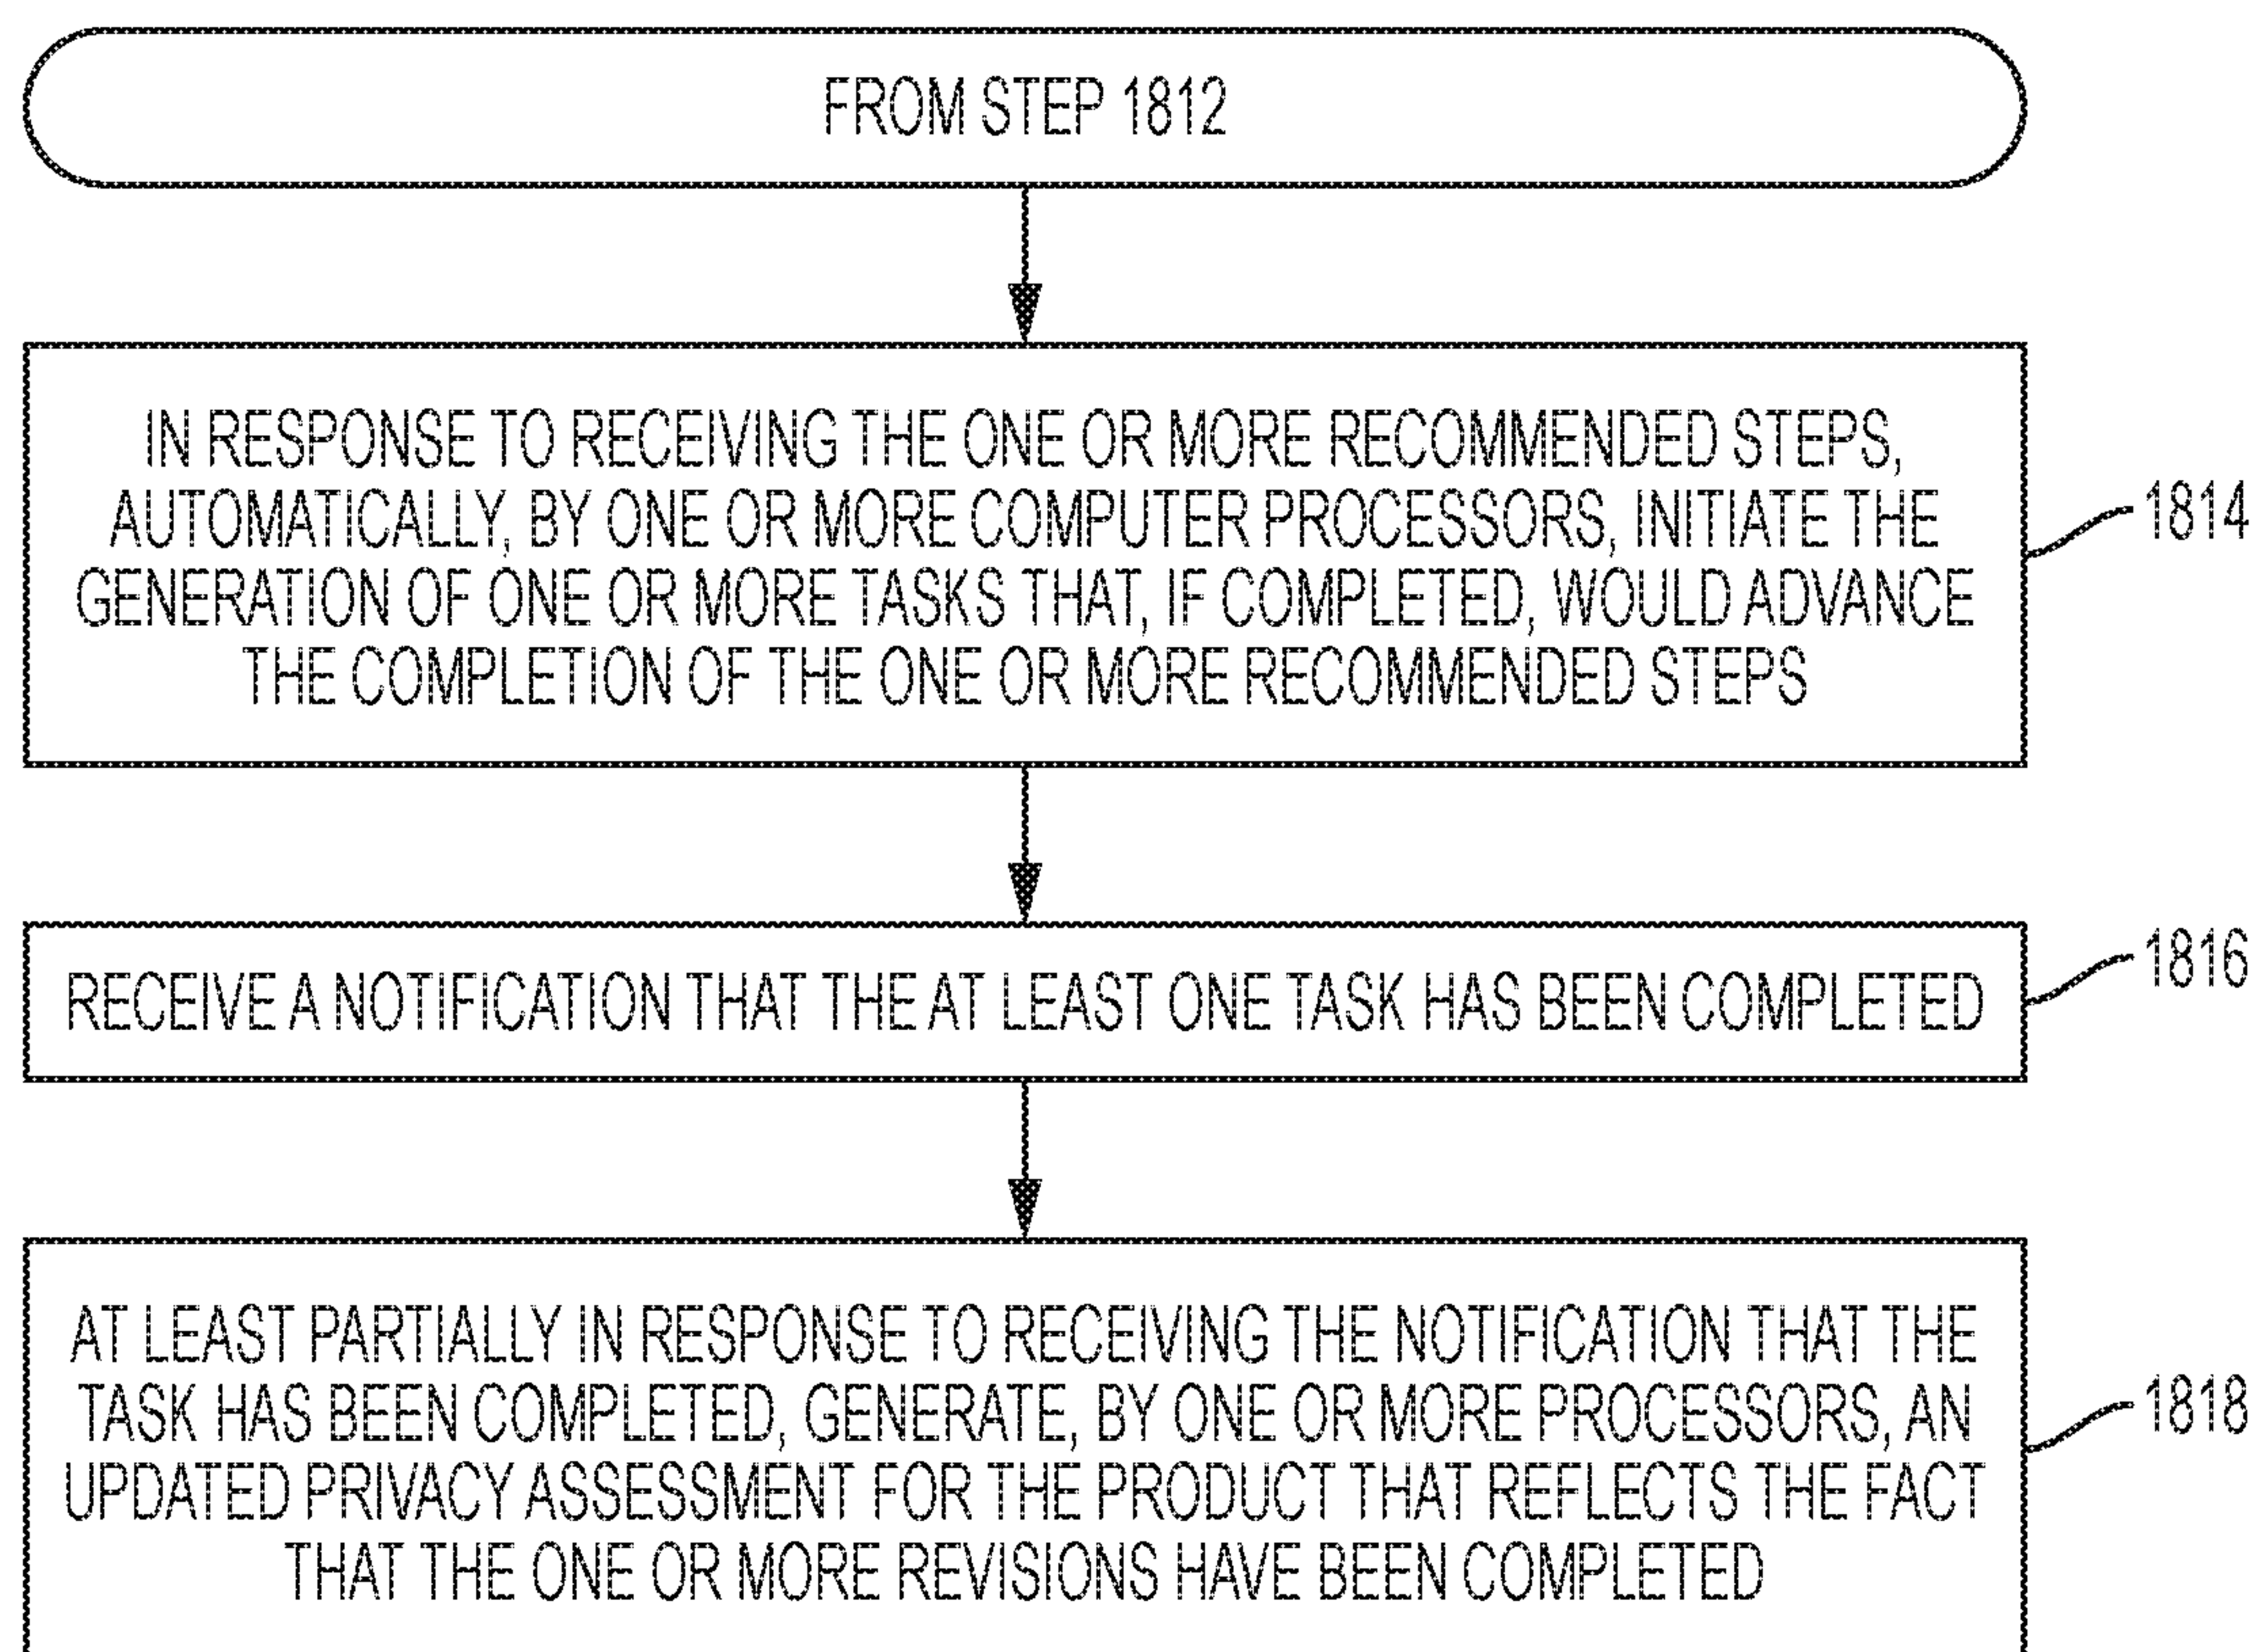 FROM STEP 1812
IN RESPONSE TO RECEIVING THE ONE OR MORE RECOMMENDED STEPS,
AUTOMATICALLY, BY ONE OR MORE COMPUTER PROCESSORS, INITIATE THE
GENERATION OF ONE OR MORE TASKS THAT, IF COMPLETED, WOULD ADVANCE
THE COMPLETION OF THE ONE OR MORE RECOMMENDED STEPS
1814
RECEIVE A NOTIFICATION THAT THE AT LEAST ONE TASK HAS BEEN COMPLETED
1816
AT LEAST PARTIALLY IN RESPONSE TO RECEIVING THE NOTIFICATION THAT THE
TASK HAS BEEN COMPLETED, GENERATE, BY ONE OR MORE PROCESSORS, AN
UPDATED PRIVACY ASSESSMENT FOR THE PRODUCT THAT REFLECTS THE FACT
THAT THE ONE OR MORE REVISIONS HAVE BEEN COMPLETED
1818